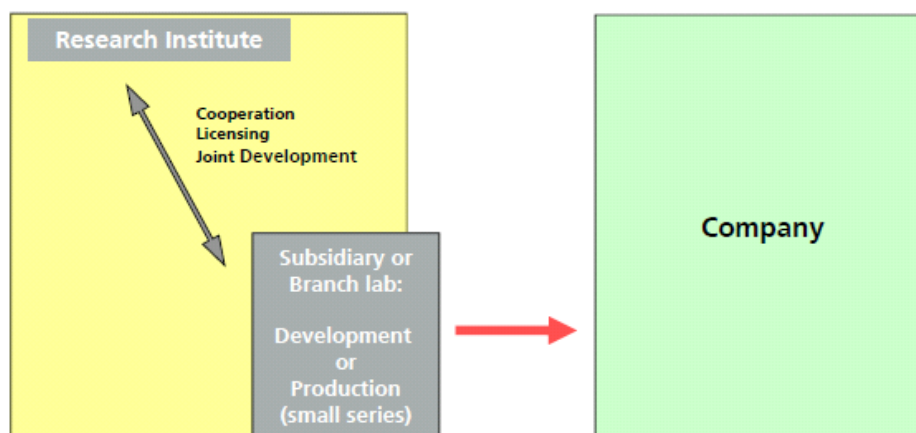 Research Institute
Cooperation
Licensing
Joint Development
Subsidiary or
Branch lab:
Development
or
Production
(small series)
Company